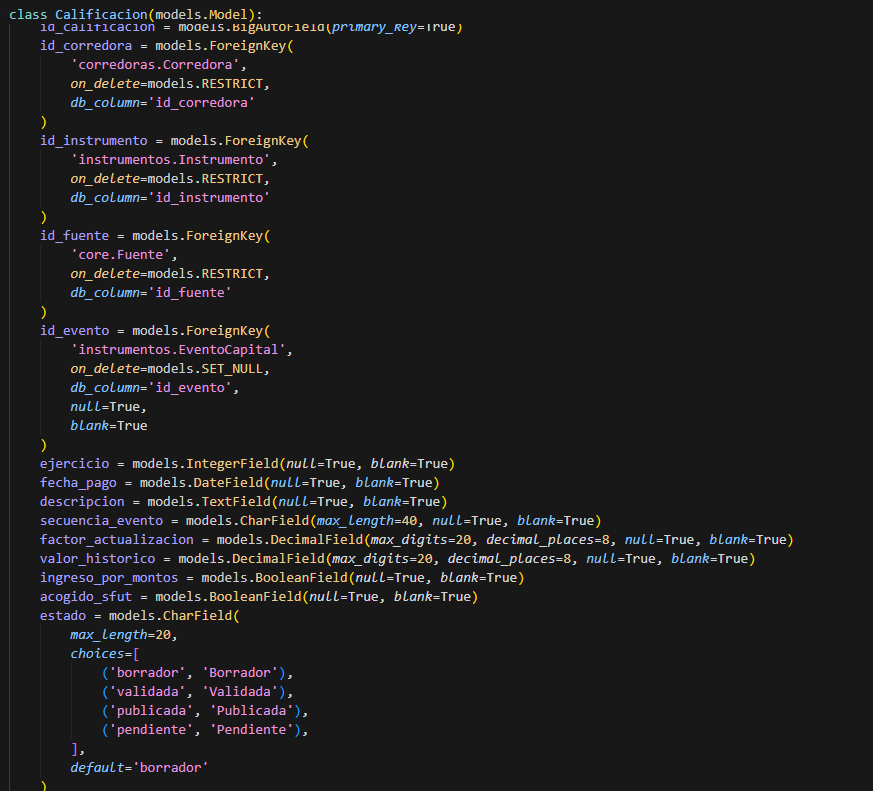 class Calificacion(models.Model):
    id_calificacion = models.BigAutoField(primary_key=True)
    id_corredora = models.ForeignKey(
        'corredoras.Corredora',
        on_delete=models.RESTRICT,
        db_column='id_corredora'
    )
    id_instrumento = models.ForeignKey(
        'instrumentos.Instrumento',
        on_delete=models.RESTRICT,
        db_column='id_instrumento'
    )
    id_fuente = models.ForeignKey(
        'core.Fuente',
        on_delete=models.RESTRICT,
        db_column='id_fuente'
    )
    id_evento = models.ForeignKey(
        'instrumentos.EventoCapital',
        on_delete=models.SET_NULL,
        db_column='id_evento',
        null=True,
        blank=True
    )
    ejercicio = models.IntegerField(null=True, blank=True)
    fecha_pago = models.DateField(null=True, blank=True)
    descripcion = models.TextField(null=True, blank=True)
    secuencia_evento = models.CharField(max_length=40, null=True, blank=True)
    factor_actualizacion = models.DecimalField(max_digits=20, decimal_places=8, null=True, blank=True)
    valor_historico = models.DecimalField(max_digits=20, decimal_places=8, null=True, blank=True)
    ingreso_por_montos = models.BooleanField(null=True, blank=True)
    acogido_sfut = models.BooleanField(null=True, blank=True)
    estado = models.CharField(
        max_length=20,
        choices=[
            ('borrador', 'Borrador'),
            ('validada', 'Validada'),
            ('publicada', 'Publicada'),
            ('pendiente', 'Pendiente'),
        ],
        default='borrador'
    )